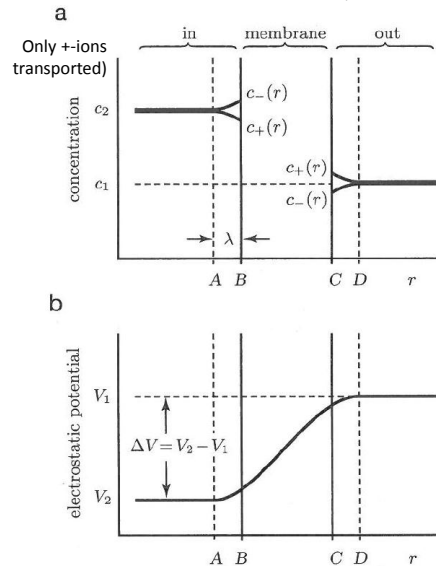 a
Only +-ions
transported)
in
membrane
out
concentration
c₂
c₁
c₋(r)
c₊(r)
c₊(r)
c₋(r)
λ
A
B
C
D
r
b
electrostatic potential
V₁
ΔV = V₂ − V₁
V₂
A
B
C
D
r